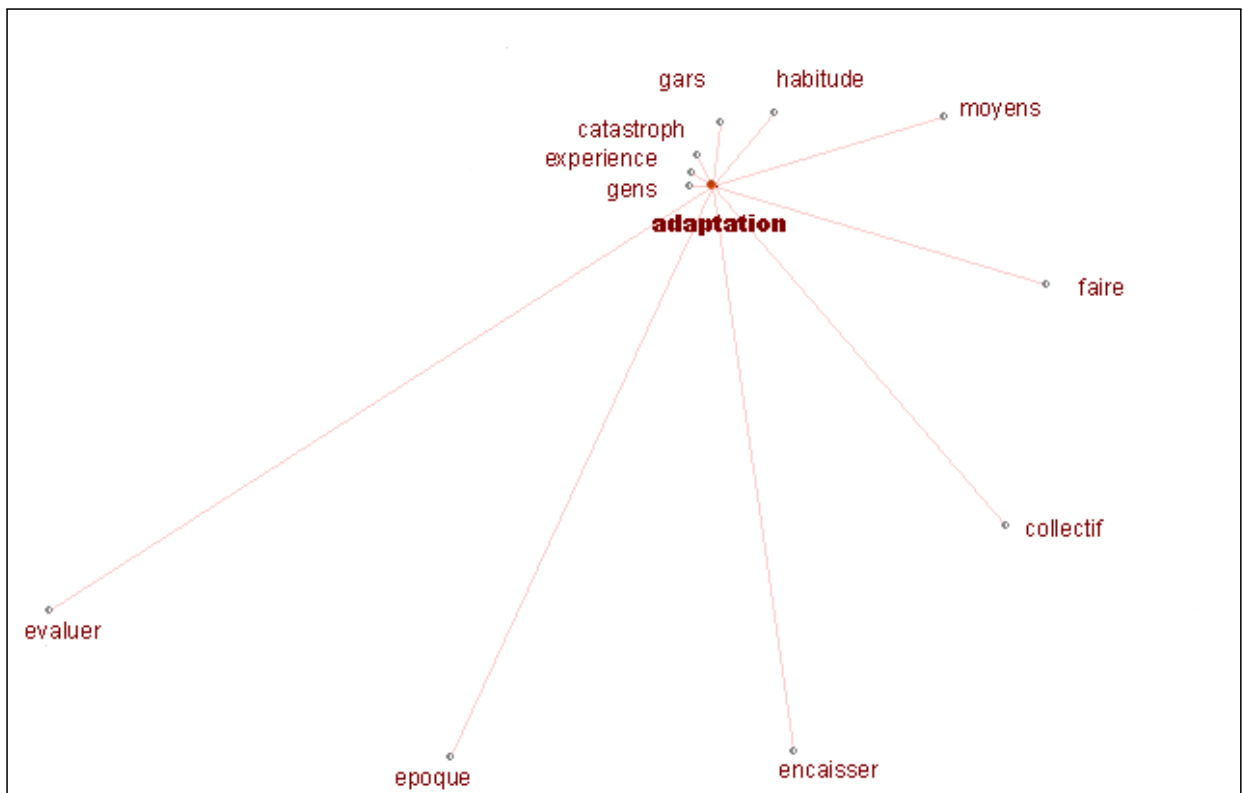 gars
habitude
moyens
catastroph
experience
gens
adaptation
faire
collectif
evaluer
encaisser
epoque